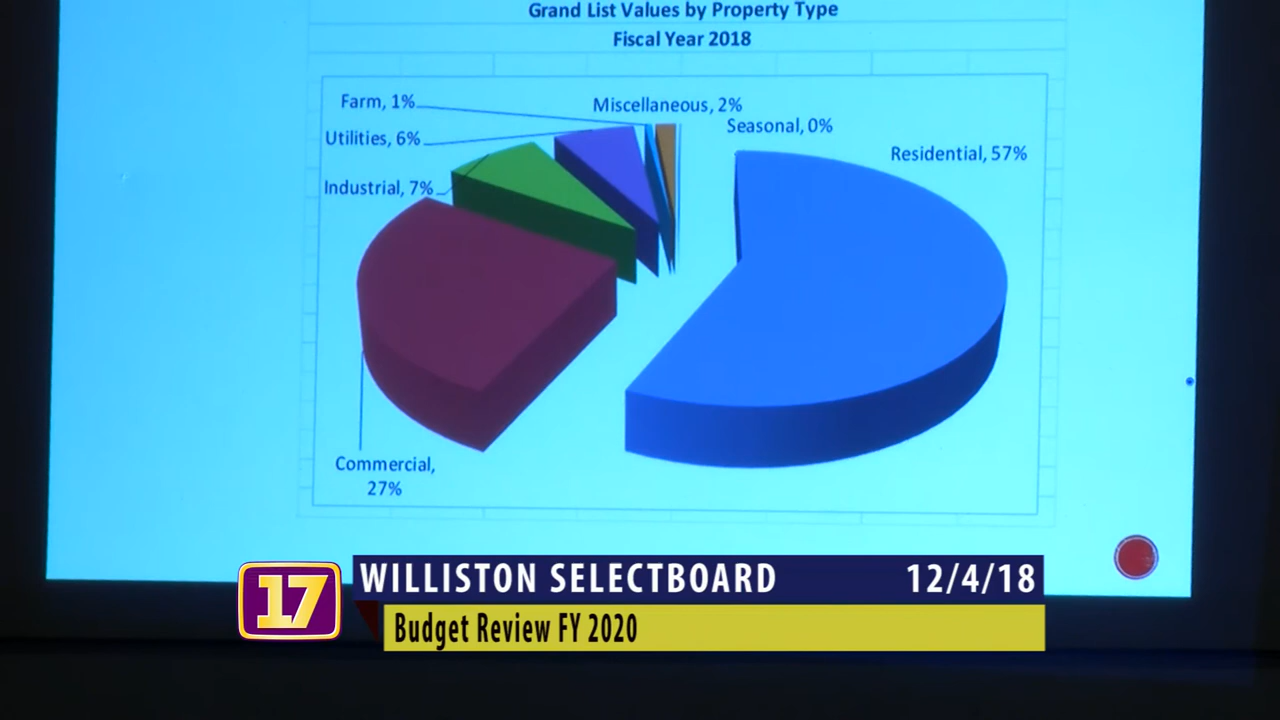 Grand List Values by Property Type
Fiscal Year 2018
Farm, 1%
Miscellaneous, 2%
Seasonal, 0%
Utilities, 6%
Residential, 57%
Industrial, 7%
Commercial,
27%
17
WILLISTON SELECTBOARD 12/4/18
Budget Review FY 2020